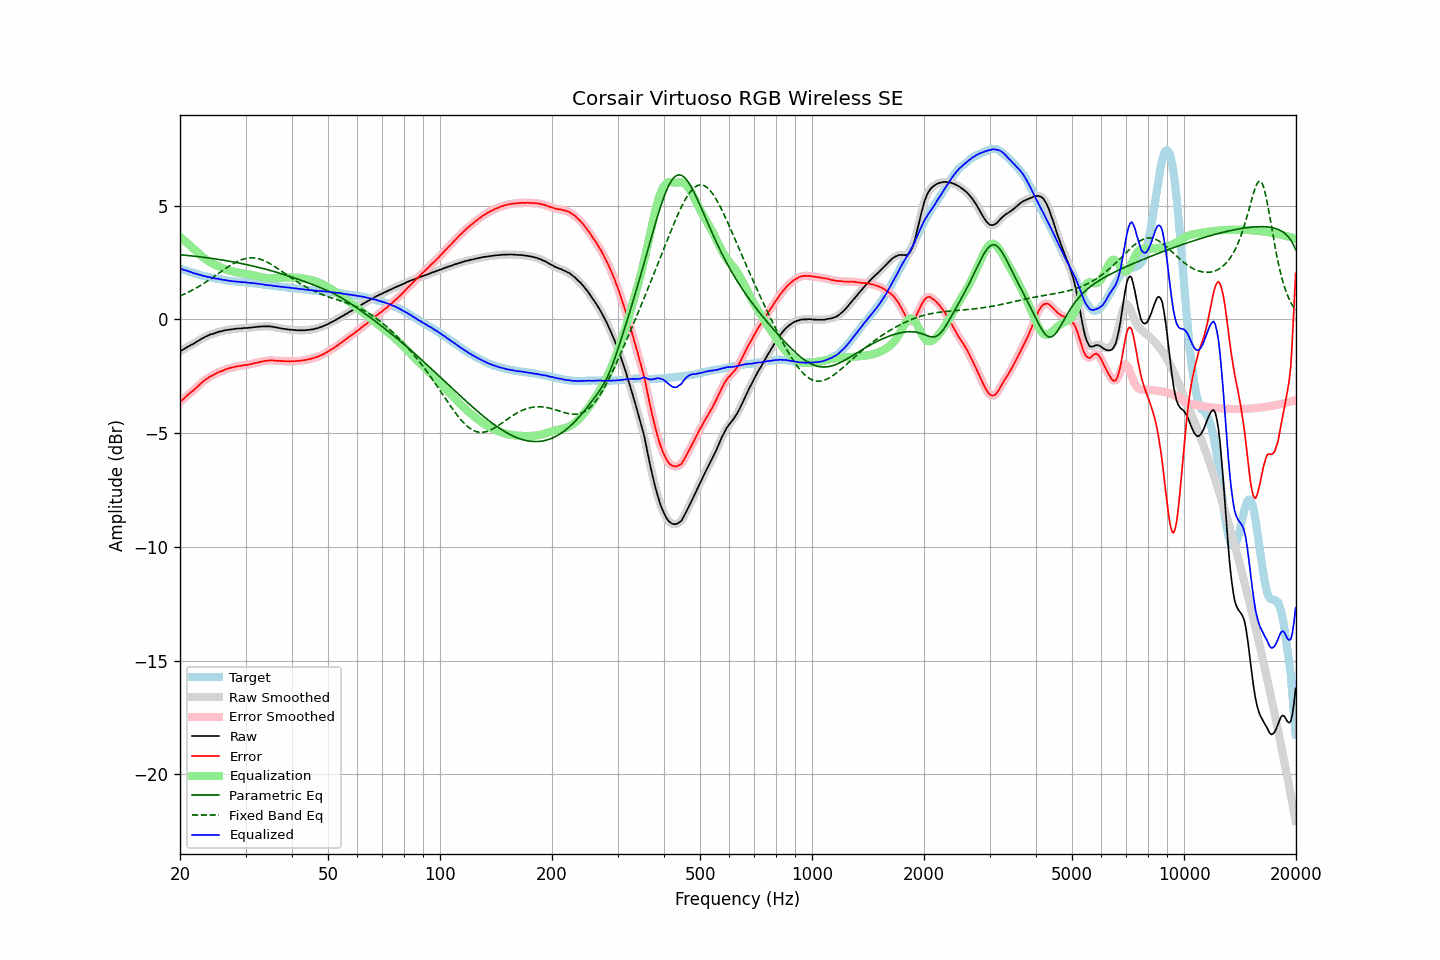 Corsair Virtuoso RGB Wireless SE
Amplitude (dBr)
5
0
−5
−10
−15
−20
Target
Raw Smoothed
Error Smoothed
Raw
Error
Equalization
Parametric Eq
Fixed Band Eq
Equalized
20 50 100 200 500 1000 2000 5000 10000 20000
Frequency (Hz)